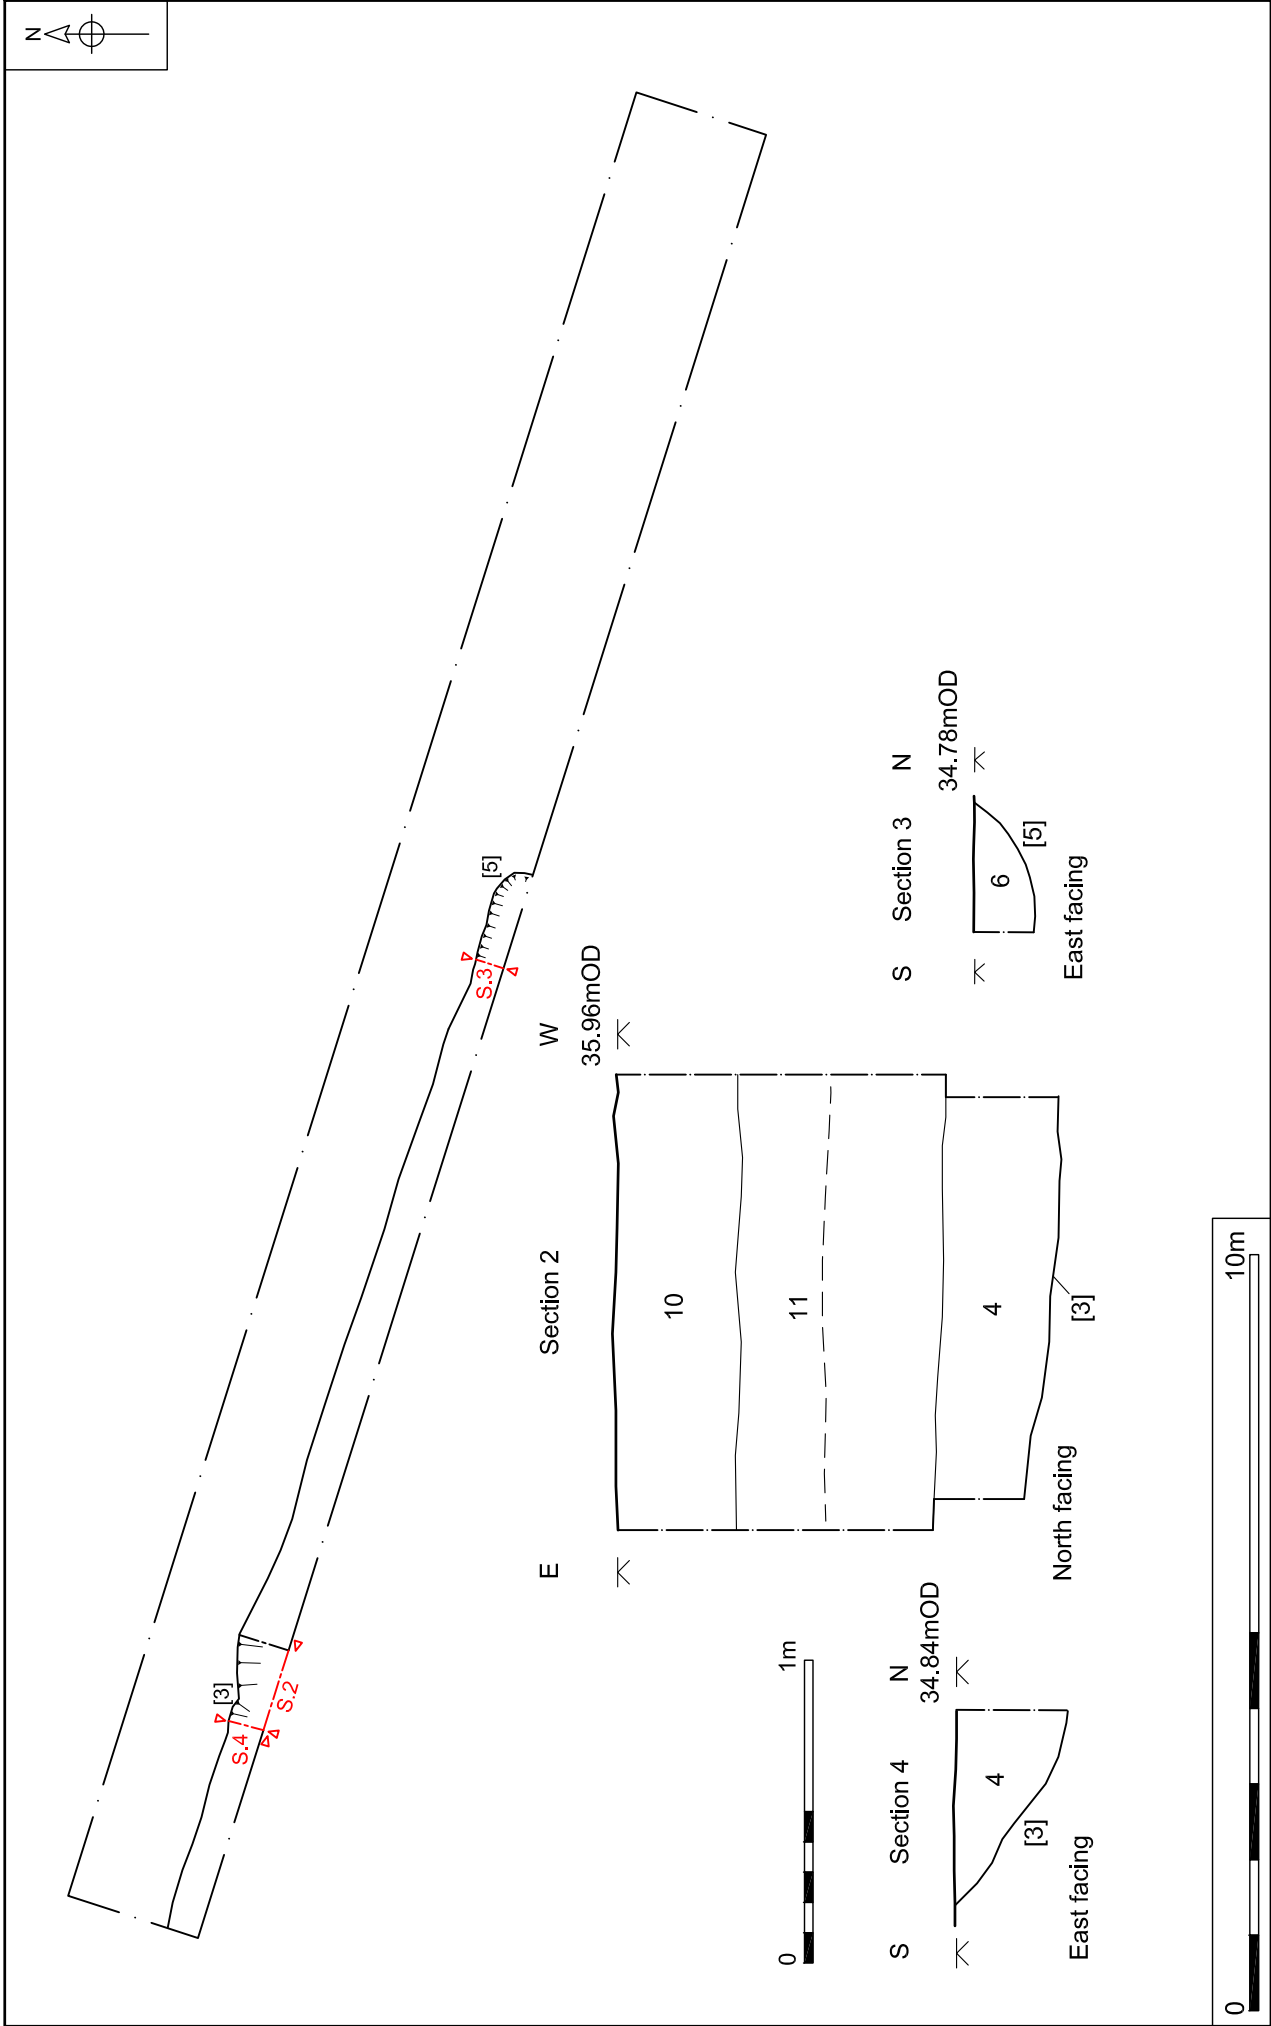 N
[3]
S.4
S.2
[5]
S.3
E Section 2 W
35.96mOD
10
11
4
[3]
North facing
0 1m
S Section 4 N
34.84mOD
4
[3]
East facing
S Section 3 N
34.78mOD
6
[5]
East facing
0 10m